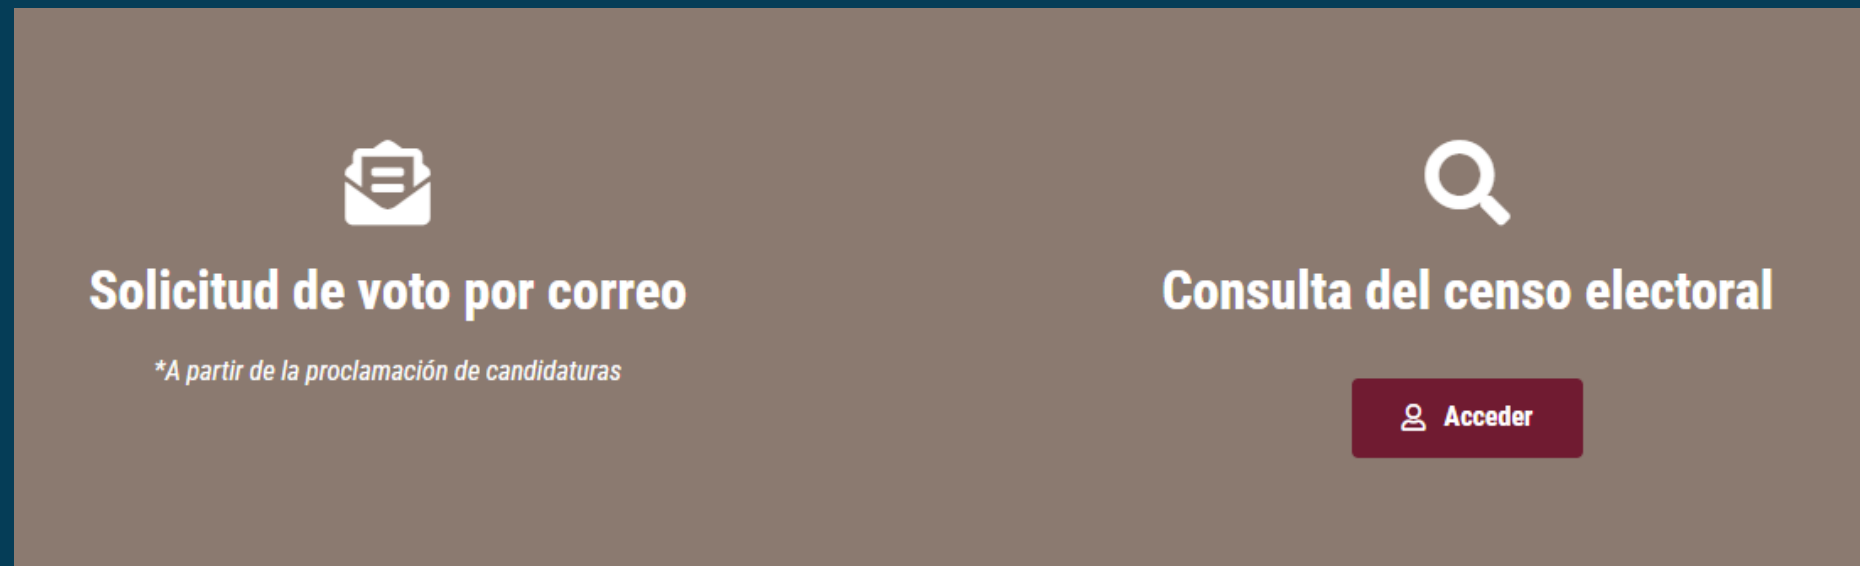 Solicitud de voto por correo
*A partir de la proclamación de candidaturas
Consulta del censo electoral
Acceder